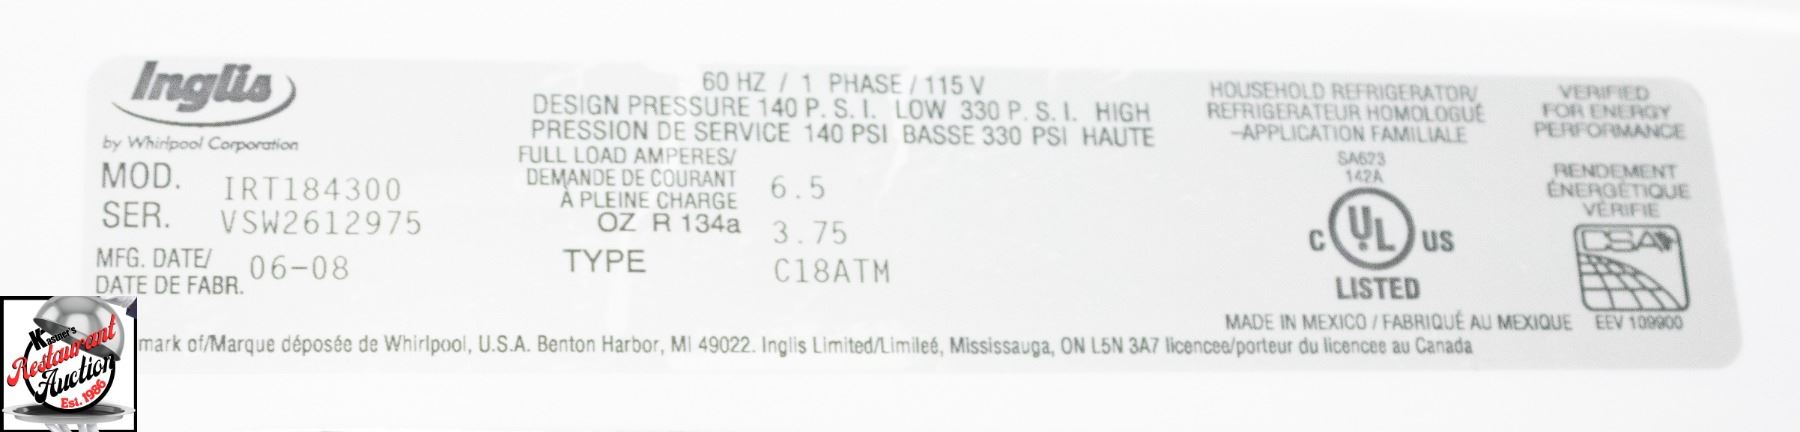 Inglis
by Whirlpool Corporation
MOD. IRT184300
SER. VSW2612975
MFG. DATE/
DATE DE FABR. 06-08
60 HZ / 1 PHASE / 115 V
DESIGN PRESSURE 140 P.S.I. LOW 330 P.S.I. HIGH
PRESSION DE SERVICE 140 PSI BASSE 330 PSI HAUTE
FULL LOAD AMPERES/
DEMANDE DE COURANT
À PLEINE CHARGE 6.5
OZ R 134a 3.75
TYPE C18ATM
HOUSEHOLD REFRIGERATOR/
REFRIGERATEUR HOMOLOGUÉ
-APPLICATION FAMILIALE
SA623
142A
C UL US
LISTED
VERIFIED
FOR ENERGY
PERFORMANCE
RENDEMENT
ÉNERGÉTIQUE
VÉRIFIE
CSA
MADE IN MEXICO / FABRIQUÉ AU MEXIQUE EEV 109900
mark of/Marque déposée de Whirlpool, U.S.A. Benton Harbor, MI 49022. Inglis Limited/Limileé, Mississauga, ON L5N 3A7 licencee/porteur du licencee au Canada
Kastner's
Restaurant
Auction
Est. 1986